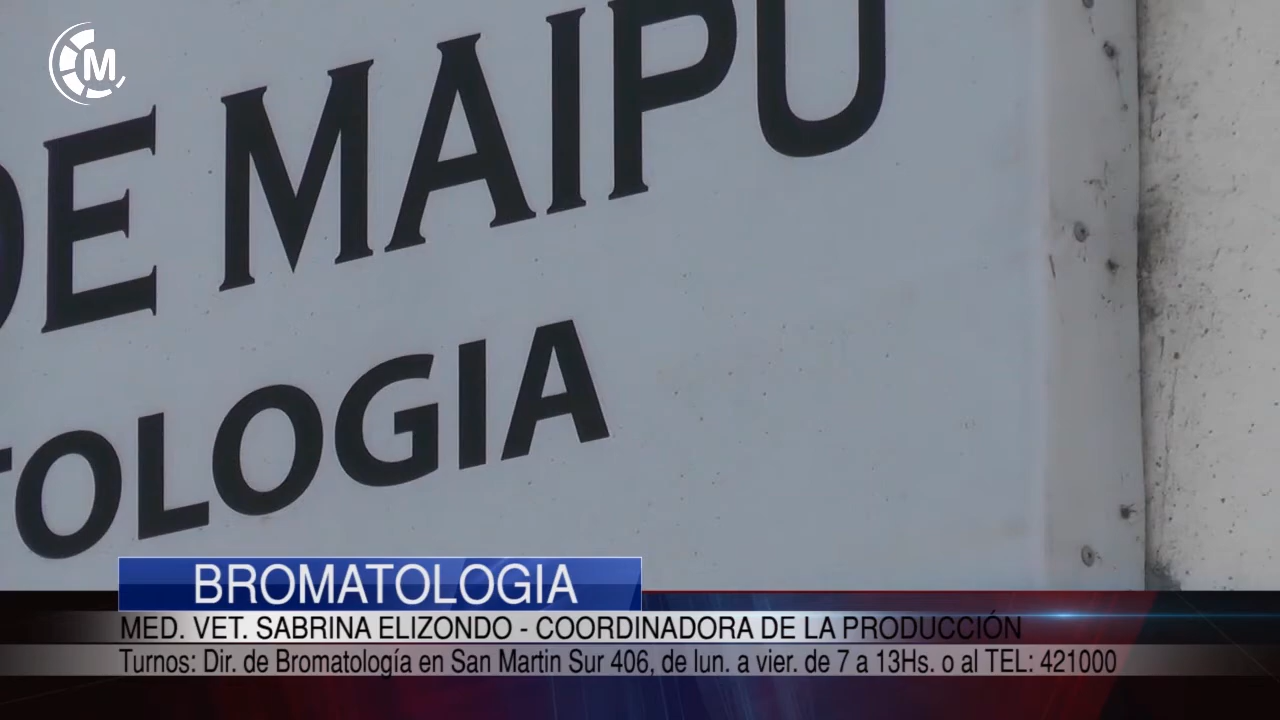 M
DE MAIPU
TOLOGIA
BROMATOLOGIA
MED. VET. SABRINA ELIZONDO - COORDINADORA DE LA PRODUCCIÓN
Turnos: Dir. de Bromatología en San Martin Sur 406, de lun. a vier. de 7 a 13Hs. o al TEL: 421000